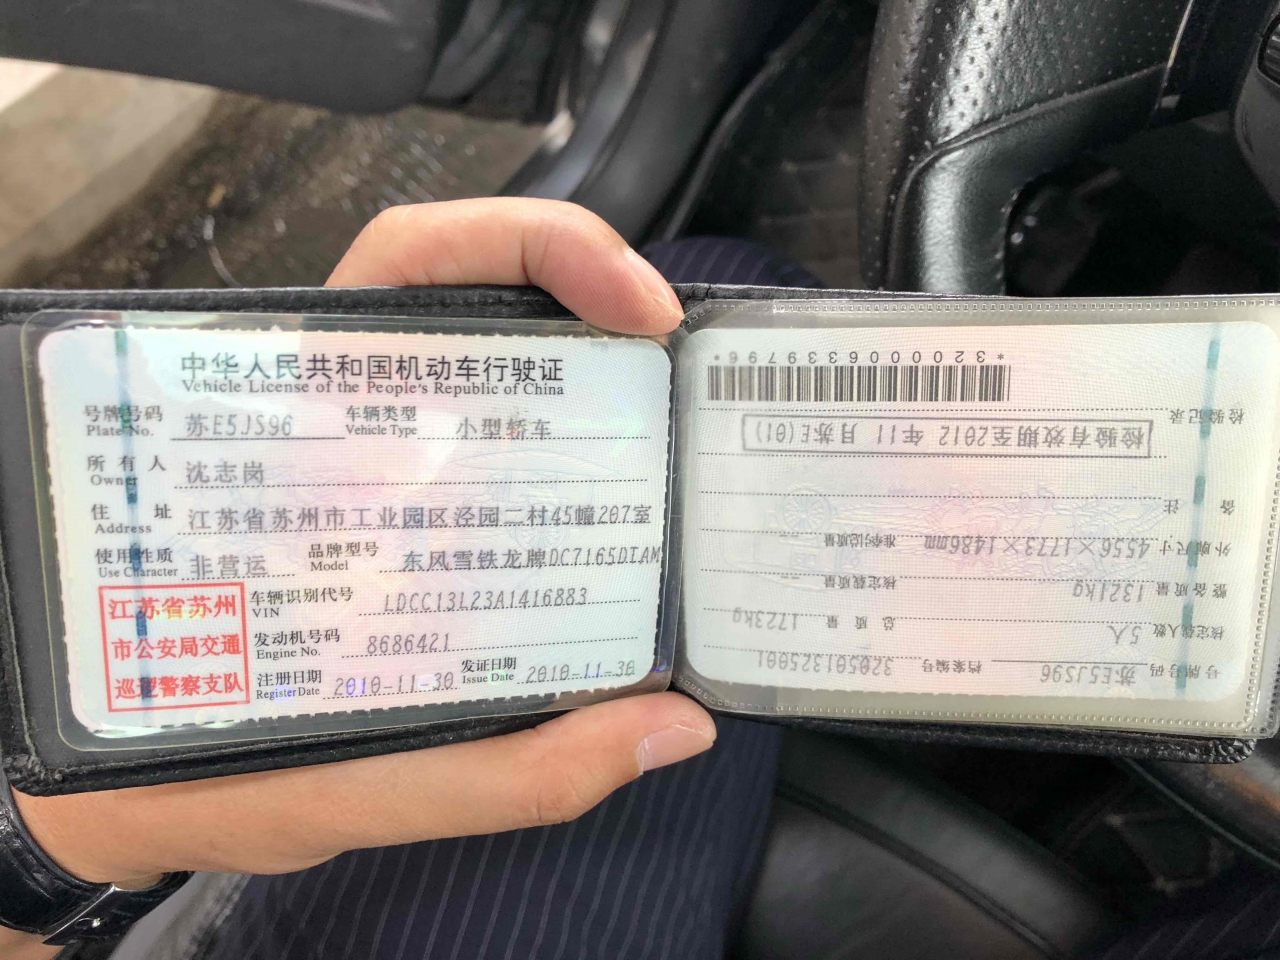 中华人民共和国机动车行驶证
Vehicle License of the People's Republic of China
号牌号码 苏E5JS96 车辆类型 小型轿车
Plate No. Vehicle Type
所有人 沈志岗
Owner
住址 江苏省苏州市工业园区泾园二村45幢207室
Address
使用性质 非营运 品牌型号 东风雪铁龙牌DC7165DTAM
Use Character Model
江苏省苏州
市公安局交通
巡逻警察支队
车辆识别代号 LDCC13L23A1416883
VIN
发动机号码 8686421
Engine No.
注册日期 2010-11-30 发证日期 2010-11-30
Register Date Issue Date
号牌号码 苏E5JS96 档案编号 320501325001
核定载人数 5人 总质量 1723kg
整备质量 1321kg 核定载质量
外廓尺寸 4556×1773×1486mm 准牵引总质量
备注
检验有效期至2012年11月苏E(01)
检验记录
*3200006339796*